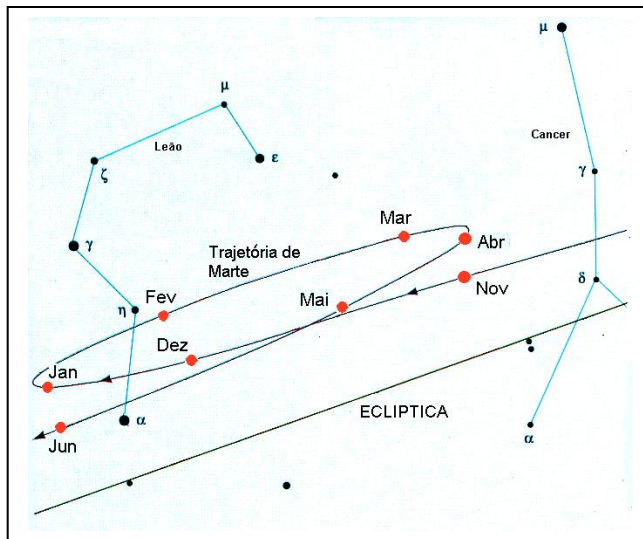 μ
μ
Leão
Cancer
ε
ζ
γ
γ
Mar
Trajetória de
Marte
Abr
δ
Nov
Fev
η
Mai
Dez
Jan
ECLIPTICA
α
α
Jun